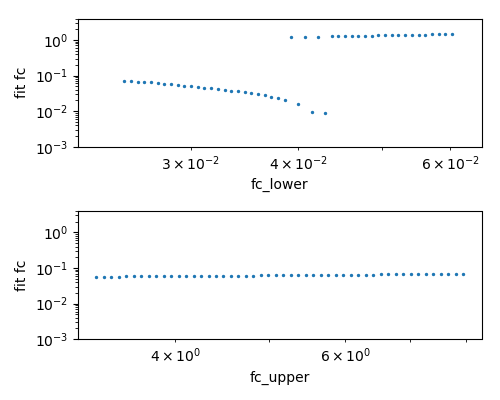 10⁰
10⁻¹
10⁻²
10⁻³
fit fc
3 × 10⁻² 4 × 10⁻² 6 × 10⁻²
fc_lower
10⁰
10⁻¹
10⁻²
10⁻³
fit fc
4 × 10⁰ 6 × 10⁰
fc_upper